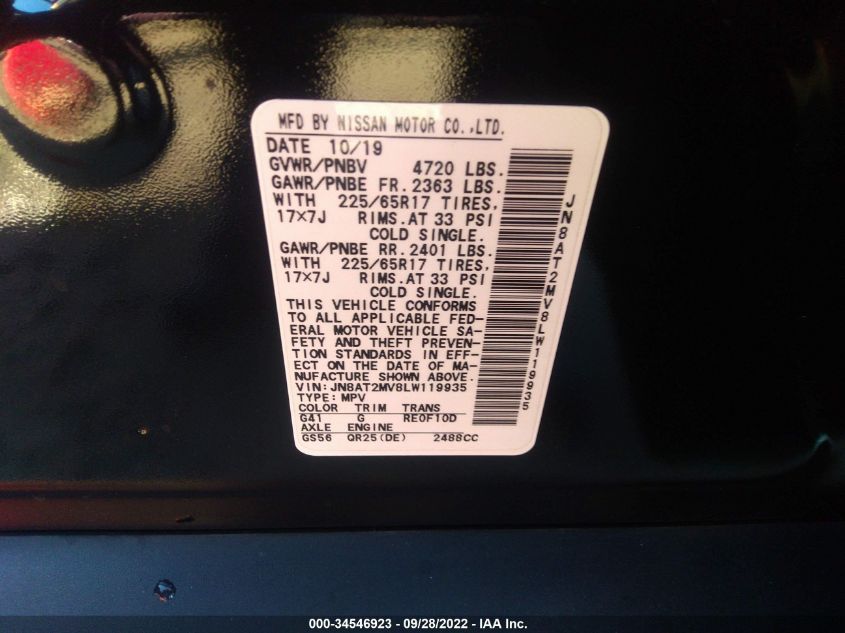 MFD BY NISSAN MOTOR CO.,LTD.
DATE 10/19
GVWR/PNBV 4720 LBS.
GAWR/PNBE FR. 2363 LBS.
WITH 225/65R17 TIRES,
17×7J RIMS.AT 33 PSI
COLD SINGLE.
GAWR/PNBE RR. 2401 LBS.
WITH 225/65R17 TIRES,
17×7J RIMS.AT 33 PSI
COLD SINGLE.
THIS VEHICLE CONFORMS
TO ALL APPLICABLE FED-
ERAL MOTOR VEHICLE SA-
FETY AND THEFT PREVEN-
TION STANDARDS IN EFF-
ECT ON THE DATE OF MA-
NUFACTURE SHOWN ABOVE.
VIN:JN8AT2MV8LW119935
TYPE:MPV
COLOR TRIM TRANS
G41 G RE0F10D
AXLE ENGINE
GS56 QR25(DE) 2488CC
JN8AT2MV8LW119935
000-34546923 - 09/28/2022 - IAA Inc.